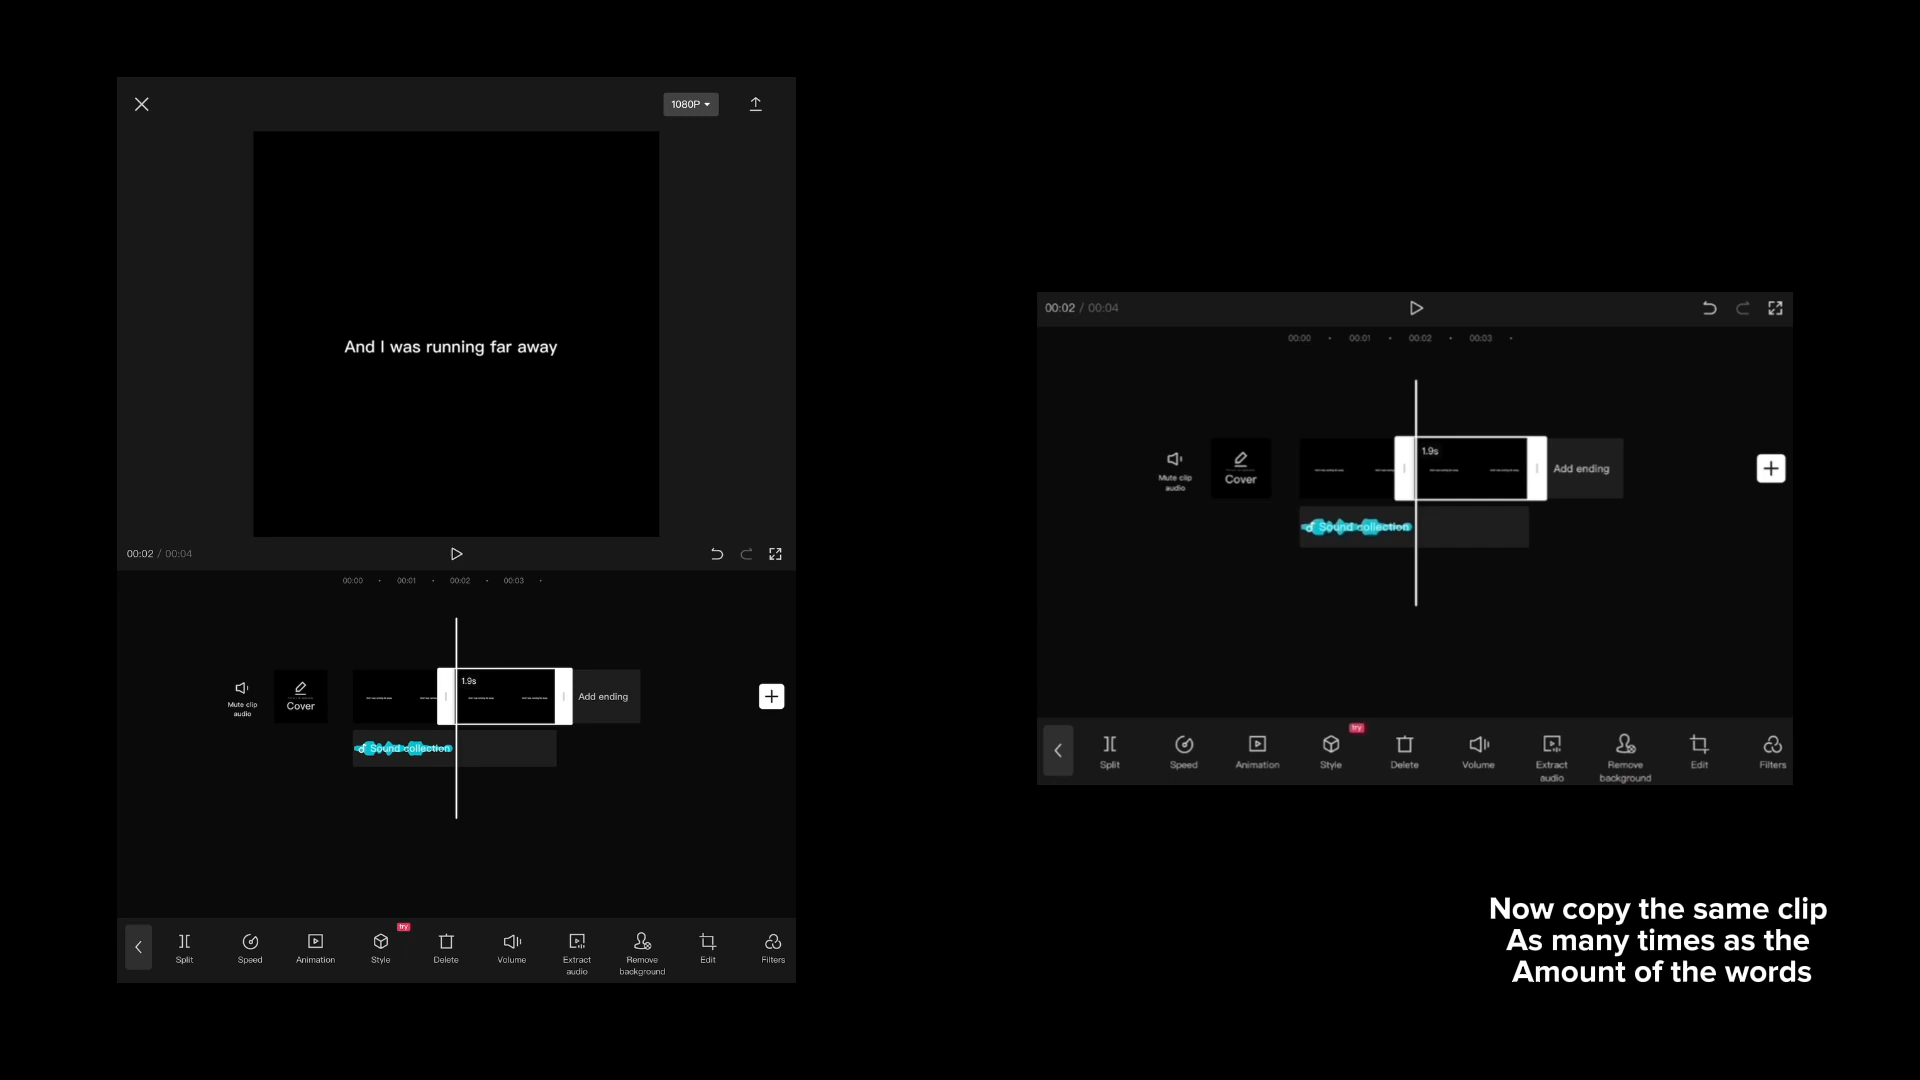 1080P
And I was running far away
00:02 / 00:04
00:00 00:01 00:02 00:03
1.9s
Mute clip
audio
Cover
Add ending
Sound collection
try
Split Speed Animation Style Delete Volume Extract
audio Remove
background Edit Filters
00:02 / 00:04
00:00 00:01 00:02 00:03
1.9s
Mute clip
audio
Cover
Add ending
Sound collection
try
Split Speed Animation Style Delete Volume Extract
audio Remove
background Edit Filters
Now copy the same clip
As many times as the
Amount of the words